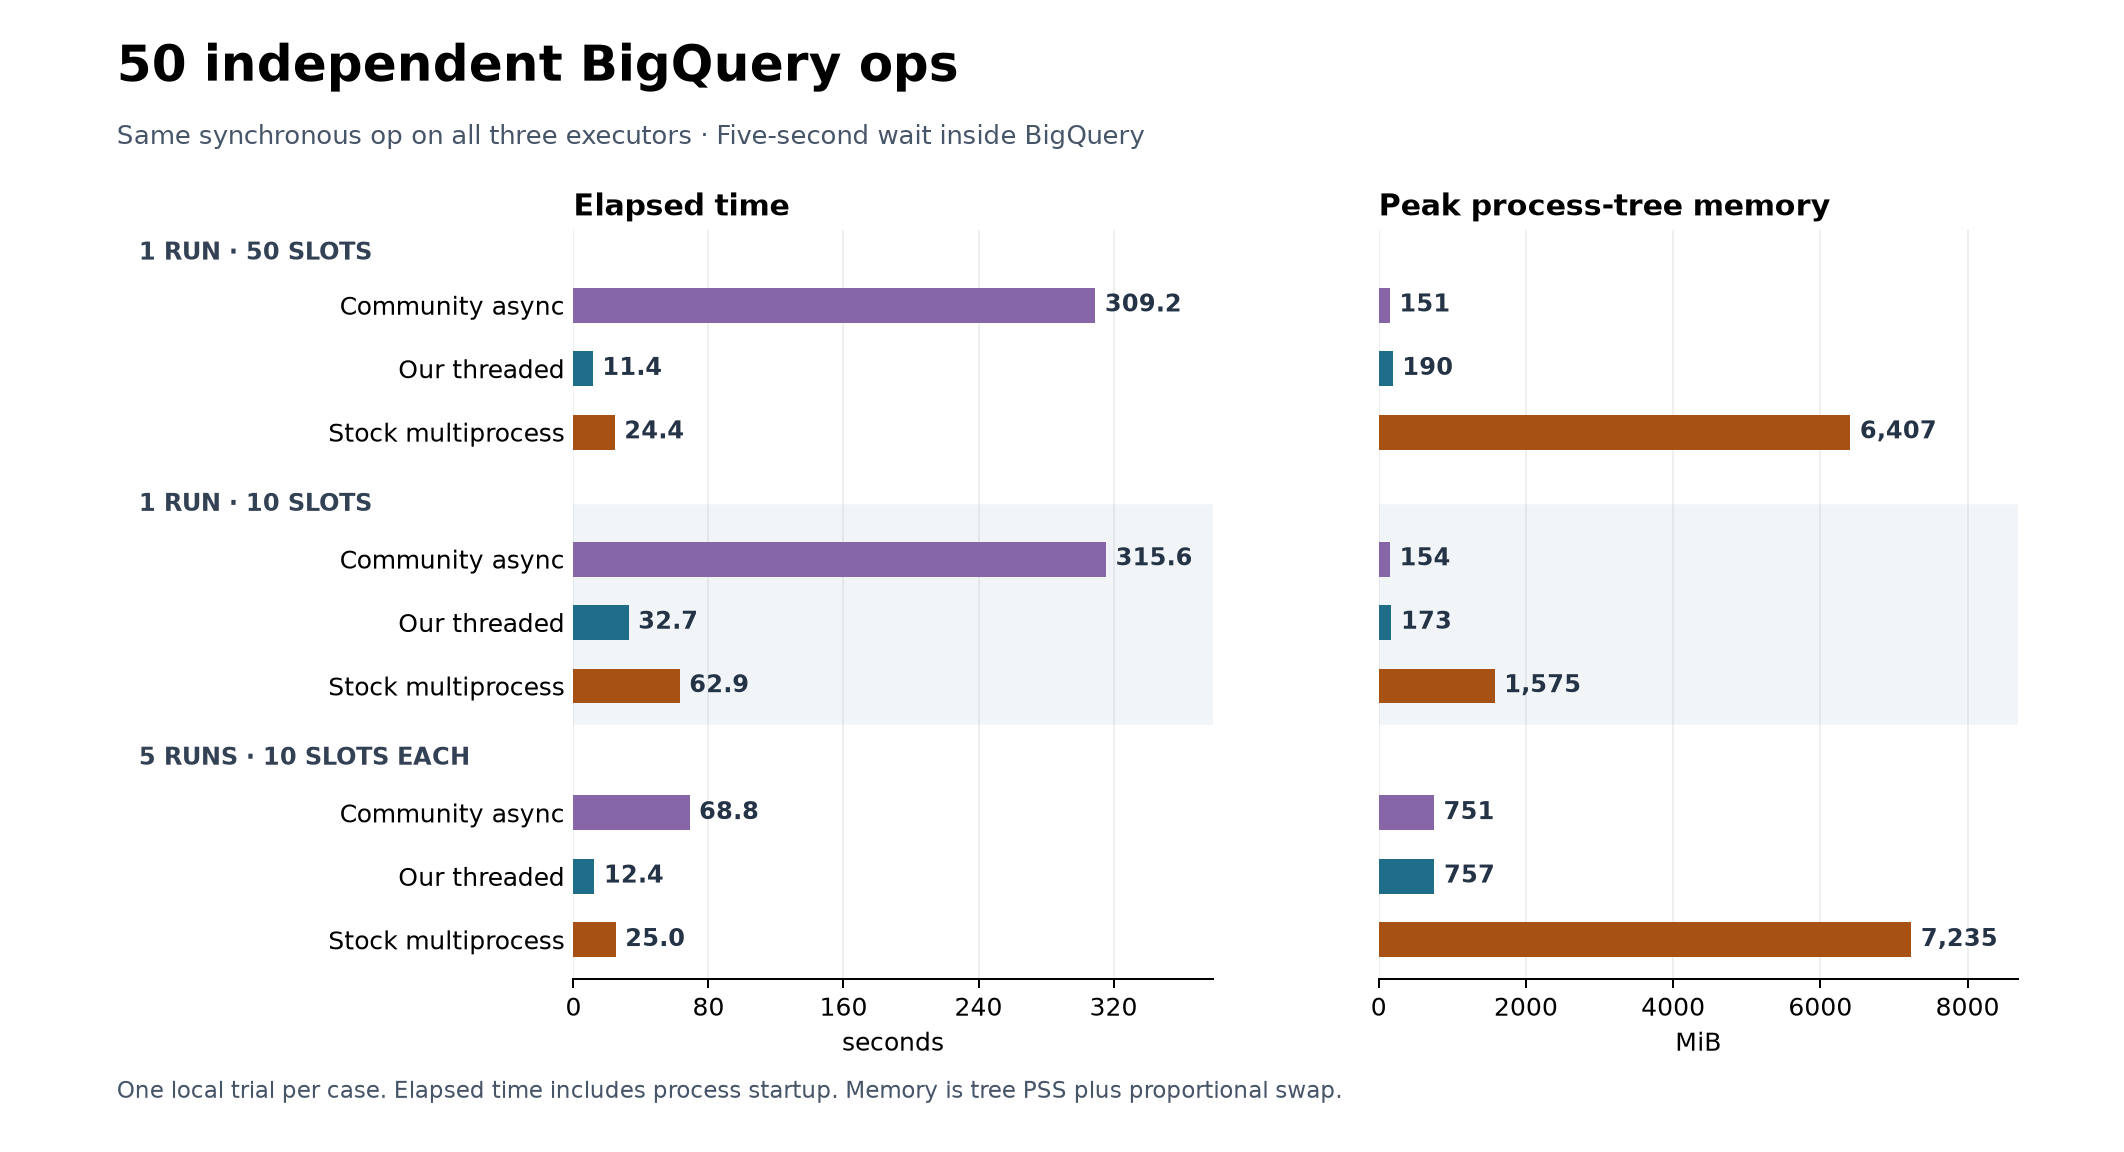 50 independent BigQuery ops
Same synchronous op on all three executors · Five-second wait inside BigQuery
Elapsed time
Peak process-tree memory
1 RUN · 50 SLOTS
Community async 309.2 151
Our threaded 11.4 190
Stock multiprocess 24.4 6,407
1 RUN · 10 SLOTS
Community async 315.6 154
Our threaded 32.7 173
Stock multiprocess 62.9 1,575
5 RUNS · 10 SLOTS EACH
Community async 68.8 751
Our threaded 12.4 757
Stock multiprocess 25.0 7,235
0 80 160 240 320
seconds
0 2000 4000 6000 8000
MiB
One local trial per case. Elapsed time includes process startup. Memory is tree PSS plus proportional swap.